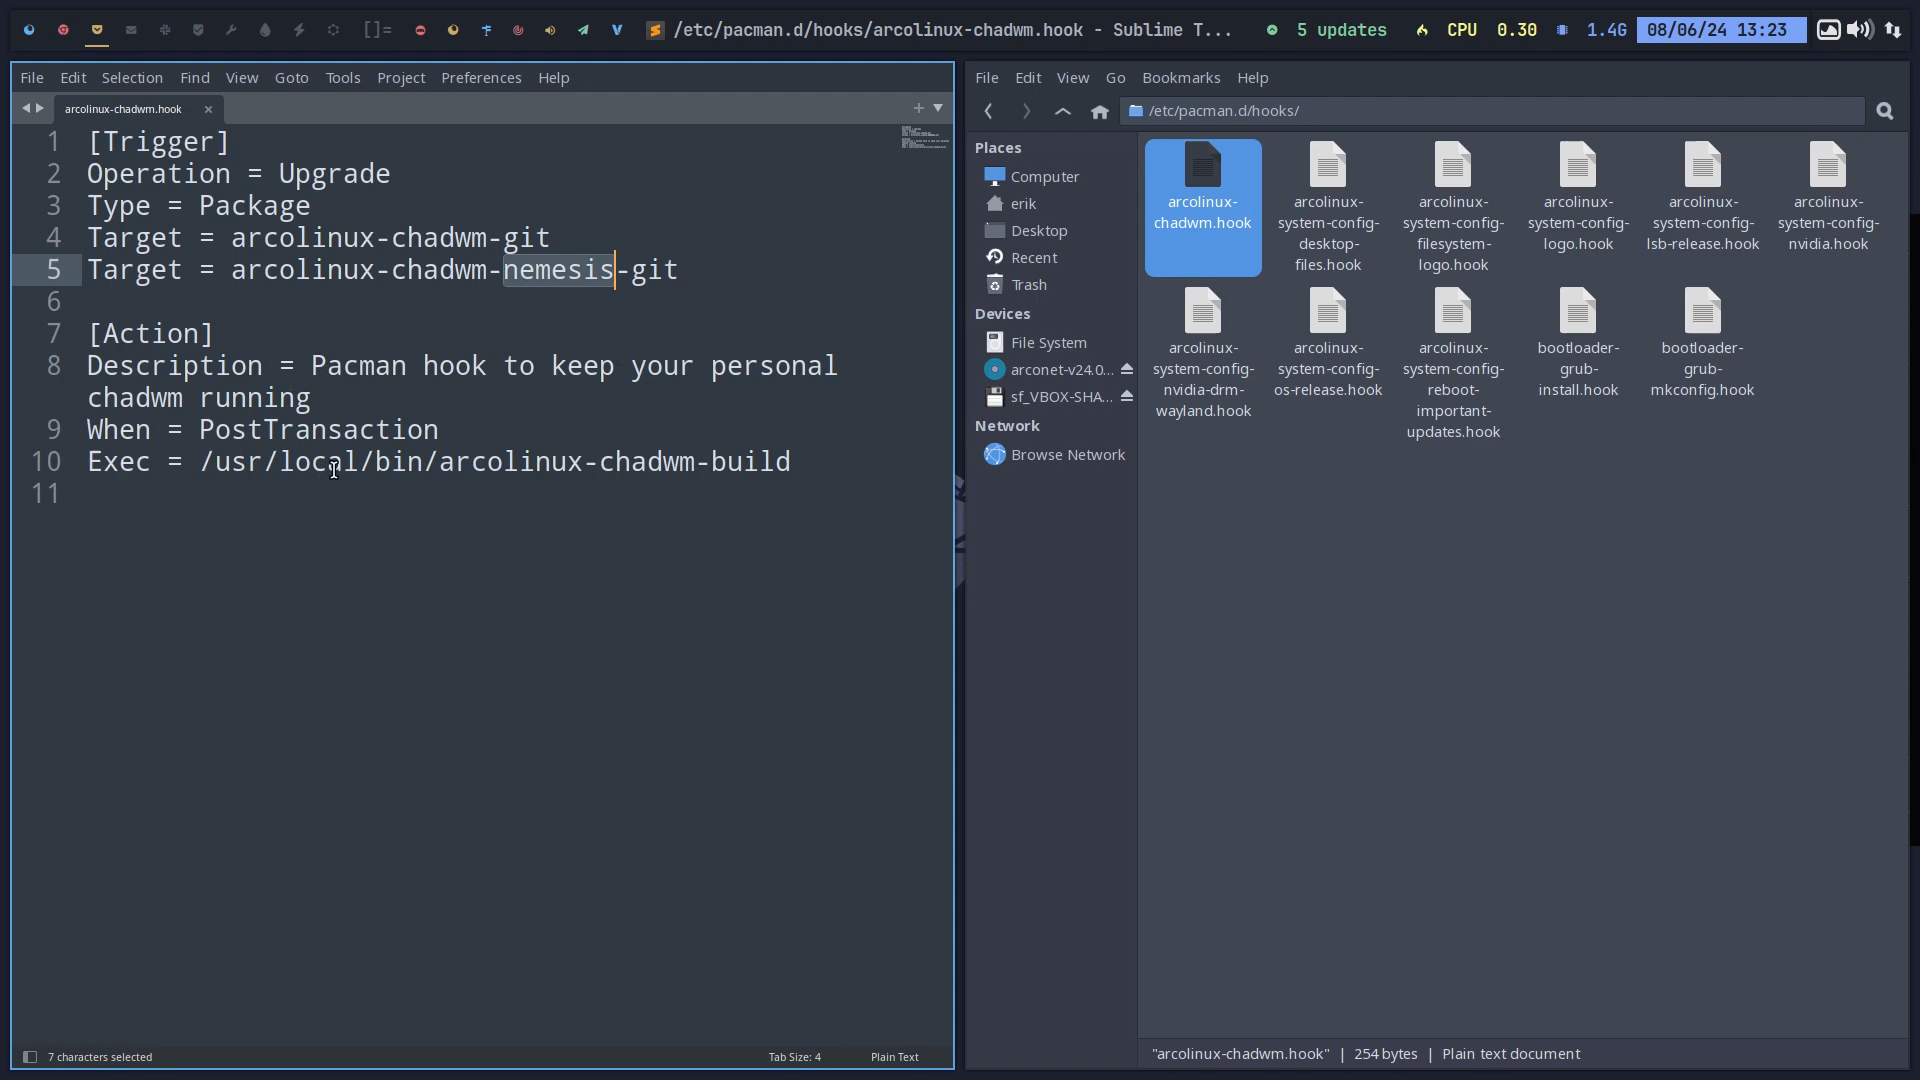 []=
/etc/pacman.d/hooks/arcolinux-chadwm.hook - Sublime T...
5 updates
CPU 0.30
1.4G
08/06/24 13:23
File Edit Selection Find View Goto Tools Project Preferences Help
arcolinux-chadwm.hook
1 [Trigger]
2 Operation = Upgrade
3 Type = Package
4 Target = arcolinux-chadwm-git
5 Target = arcolinux-chadwm-nemesis-git
6
7 [Action]
8 Description = Pacman hook to keep your personal
chadwm running
9 When = PostTransaction
10 Exec = /usr/local/bin/arcolinux-chadwm-build
11
7 characters selected
Tab Size: 4
Plain Text
File Edit View Go Bookmarks Help
/etc/pacman.d/hooks/
Places
Computer
erik
Desktop
Recent
Trash
Devices
File System
arconet-v24.0...
sf_VBOX-SHA...
Network
Browse Network
arcolinux-
chadwm.hook
arcolinux-
system-config-
desktop-
files.hook
arcolinux-
system-config-
filesystem-
logo.hook
arcolinux-
system-config-
logo.hook
arcolinux-
system-config-
lsb-release.hook
arcolinux-
system-config-
nvidia.hook
arcolinux-
system-config-
nvidia-drm-
wayland.hook
arcolinux-
system-config-
os-release.hook
arcolinux-
system-config-
reboot-
important-
updates.hook
bootloader-
grub-
install.hook
bootloader-
grub-
mkconfig.hook
"arcolinux-chadwm.hook" | 254 bytes | Plain text document